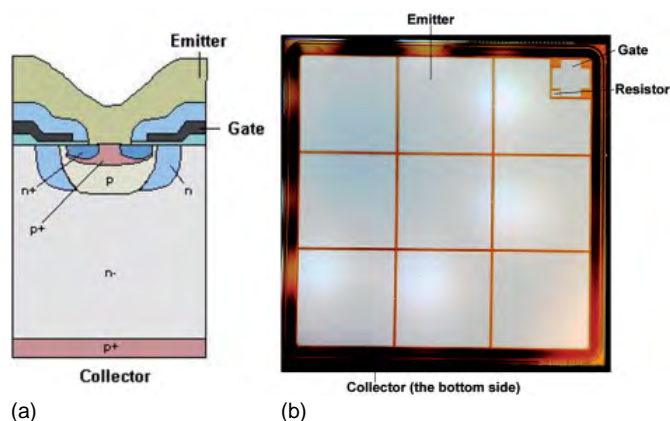 Emitter
Gate
n+
p+
p
n
n-
p+
Collector
(a)
Emitter
Gate
Resistor
Collector (the bottom side)
(b)